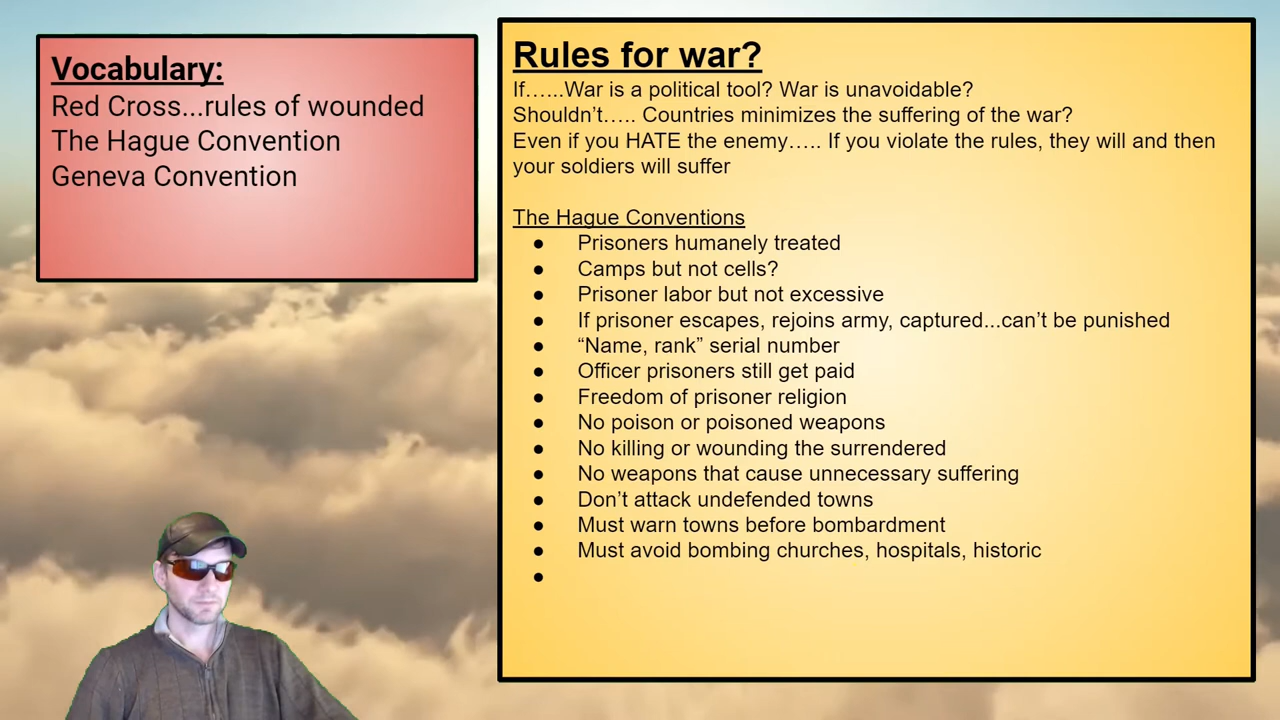 Vocabulary:
Red Cross...rules of wounded
The Hague Convention
Geneva Convention
Rules for war?
If……War is a political tool? War is unavoidable?
Shouldn’t….. Countries minimizes the suffering of the war?
Even if you HATE the enemy….. If you violate the rules, they will and then
your soldiers will suffer
The Hague Conventions
● Prisoners humanely treated
● Camps but not cells?
● Prisoner labor but not excessive
● If prisoner escapes, rejoins army, captured...can’t be punished
● “Name, rank” serial number
● Officer prisoners still get paid
● Freedom of prisoner religion
● No poison or poisoned weapons
● No killing or wounding the surrendered
● No weapons that cause unnecessary suffering
● Don’t attack undefended towns
● Must warn towns before bombardment
● Must avoid bombing churches, hospitals, historic
●